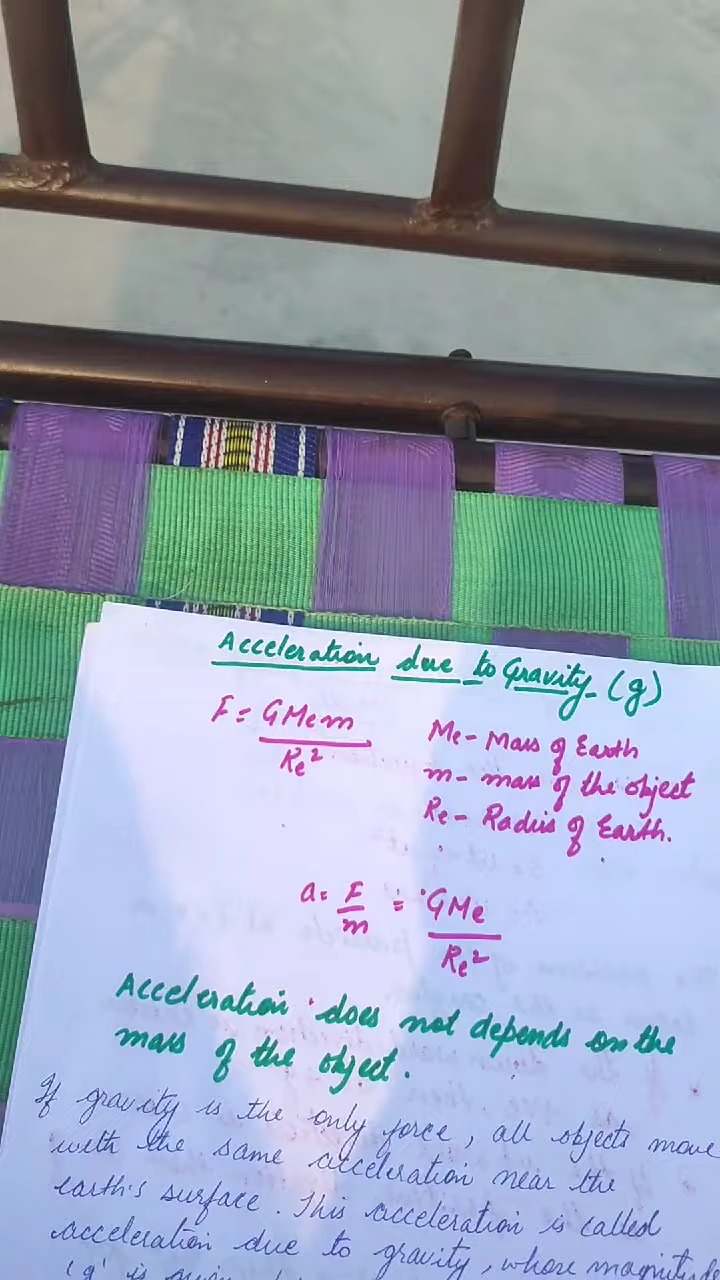 Acceleration due to Gravity (g)
F = GMem
Re²
Me - Mass of Earth
m - mass of the object
Re - Radius of Earth.
a = F/m = GMe/Re²
Acceleration does not depends on the
mass of the object.
If gravity is the only force, all objects move
with the same acceleration near the
earth's surface. This acceleration is called
acceleration due to gravity, whose
'g' is